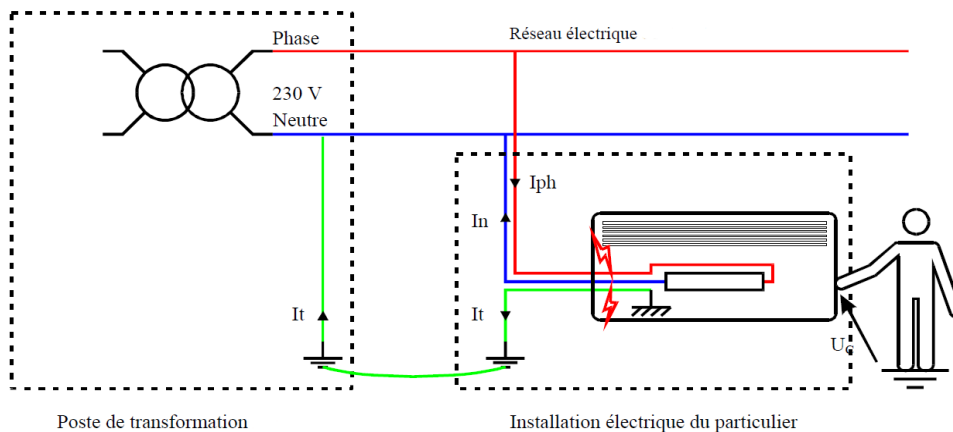 Phase
Réseau électrique
230 V
Neutre
Iph
In
It
It
UC
Poste de transformation
Installation électrique du particulier